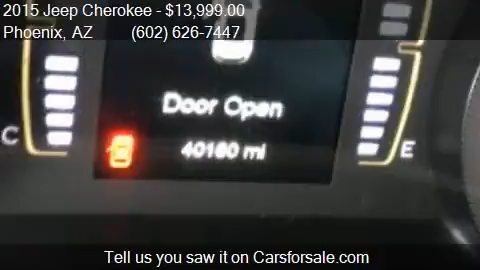 2015 Jeep Cherokee - $13,999.00
Phoenix, AZ (602) 626-7447
Door Open
40180 mi
C
E
Tell us you saw it on Carsforsale.com